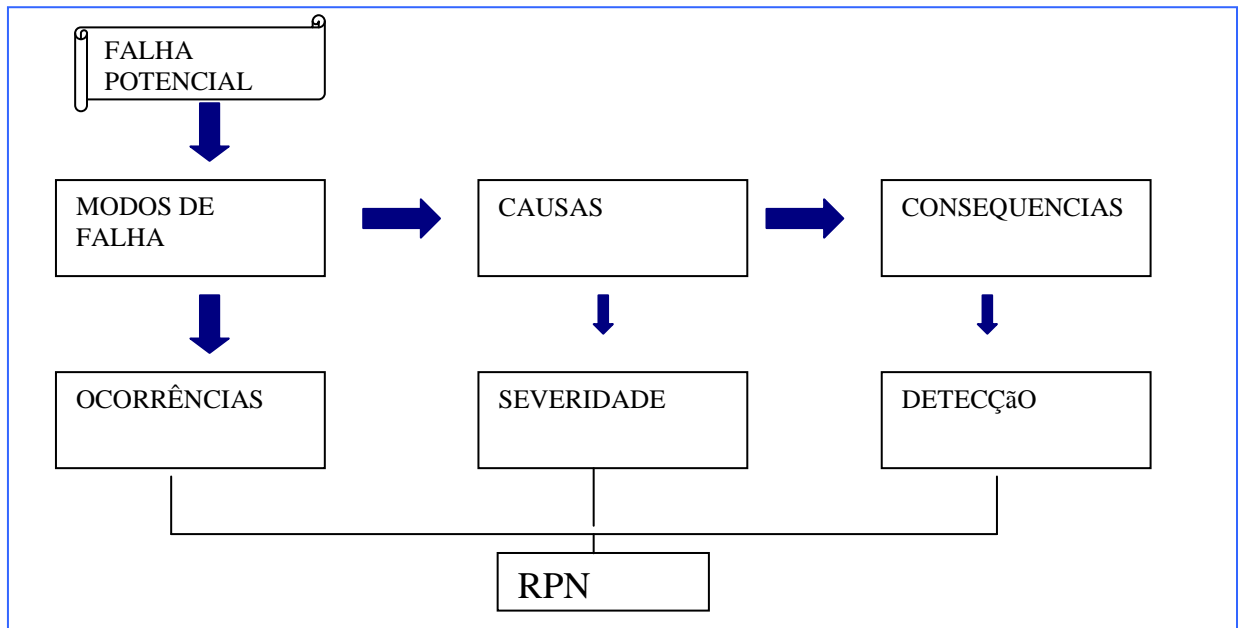 FALHA
POTENCIAL
MODOS DE
FALHA
CAUSAS
CONSEQUENCIAS
OCORRÊNCIAS
SEVERIDADE
DETECÇãO
RPN